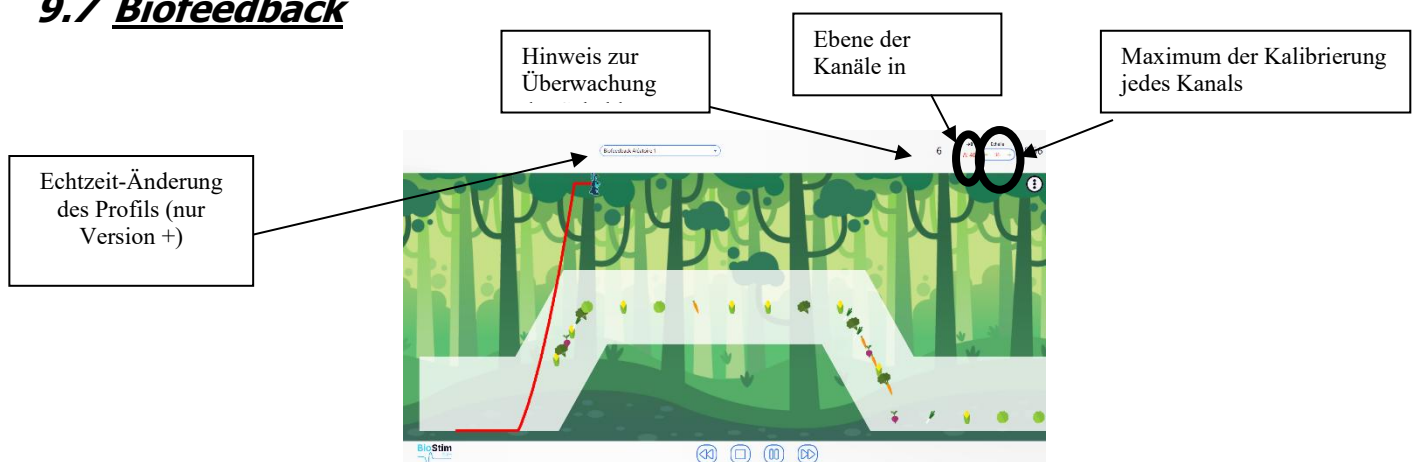 9.7 Biofeedback
Hinweis zur
Überwachung
Ebene der
Kanäle in
Maximum der Kalibrierung
jedes Kanals
Echtzeit-Änderung
des Profils (nur
Version +)
6
BioStim